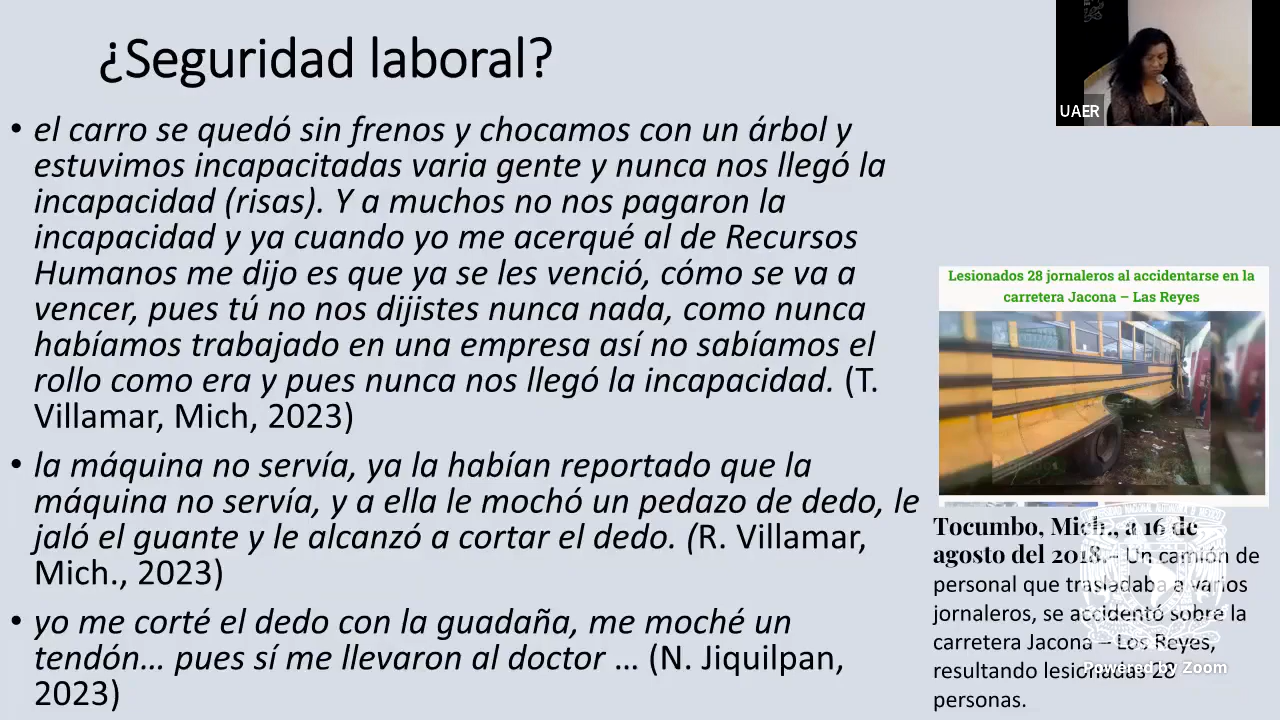 ¿Seguridad laboral?
UAER
• el carro se quedó sin frenos y chocamos con un árbol y
estuvimos incapacitadas varia gente y nunca nos llegó la
incapacidad (risas). Y a muchos no nos pagaron la
incapacidad y ya cuando yo me acerqué al de Recursos
Humanos me dijo es que ya se les venció, cómo se va a
vencer, pues tú no nos dijistes nunca nada, como nunca
habíamos trabajado en una empresa así no sabíamos el
rollo como era y pues nunca nos llegó la incapacidad. (T.
Villamar, Mich, 2023)
• la máquina no servía, ya la habían reportado que la
máquina no servía, y a ella le mochó un pedazo de dedo, le
jaló el guante y le alcanzó a cortar el dedo. (R. Villamar,
Mich., 2023)
• yo me corté el dedo con la guadaña, me moché un
tendón... pues sí me llevaron al doctor ... (N. Jiquilpan,
2023)
Lesionados 28 jornaleros al accidentarse en la
carretera Jacona – Las Reyes
Tocumbo, Mich., a 16 de
agosto del 2018.- Un camión de
personal que trasladaba a varios
jornaleros, se accidentó sobre la
carretera Jacona – Los Reyes,
resultando lesionadas 28
personas.
Powered by Zoom